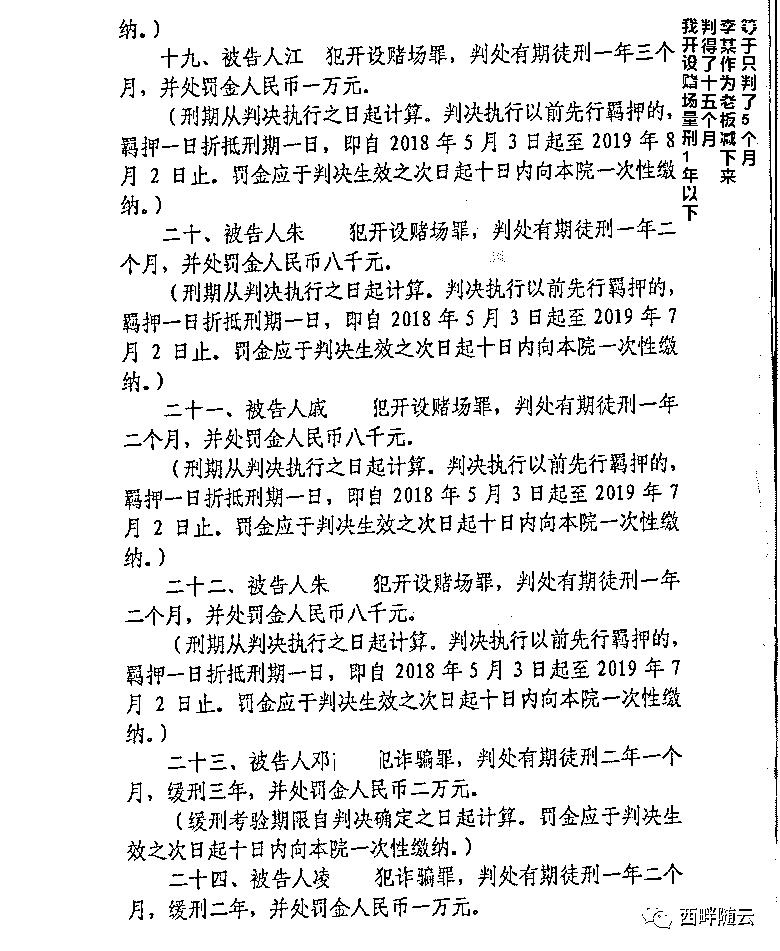 纳。)
十九、被告人江 犯开设赌场罪，判处有期徒刑一年三个
月，并处罚金人民币一万元。
(刑期从判决执行之日起计算。判决执行以前先行羁押的，
羁押一日折抵刑期一日，即自 2018 年 5 月 3 日起至 2019 年 8
月 2 日止。罚金应于判决生效之次日起十日内向本院一次性缴
纳。)
二十、被告人朱 犯开设赌场罪，判处有期徒刑一年二
个月，并处罚金人民币八千元。
(刑期从判决执行之日起计算。判决执行以前先行羁押的，
羁押一日折抵刑期一日，即自 2018 年 5 月 3 日起至 2019 年 7
月 2 日止。罚金应于判决生效之次日起十日内向本院一次性缴
纳。)
二十一、被告人戚 犯开设赌场罪，判处有期徒刑一年
二个月，并处罚金人民币八千元。
(刑期从判决执行之日起计算。判决执行以前先行羁押的，
羁押一日折抵刑期一日，即自 2018 年 5 月 3 日起至 2019 年 7
月 2 日止。罚金应于判决生效之次日起十日内向本院一次性缴
纳。)
二十二、被告人朱 犯开设赌场罪，判处有期徒刑一年
二个月，并处罚金人民币八千元。
(刑期从判决执行之日起计算。判决执行以前先行羁押的，
羁押一日折抵刑期一日，即自 2018 年 5 月 3 日起至 2019 年 7
月 2 日止。罚金应于判决生效之次日起十日内向本院一次性缴
纳。)
二十三、被告人邓 犯诈骗罪，判处有期徒刑二年一个
月，缓刑三年，并处罚金人民币二万元。
(缓刑考验期限自判决确定之日起计算。罚金应于判决生
效之次日起十日内向本院一次性缴纳。)
二十四、被告人凌 犯诈骗罪，判处有期徒刑一年二个
月，缓刑二年，并处罚金人民币一万元。
等于只判了5个月
李某作为老板减下来
判得了十五个月
我开设赌场量刑1年以下
西畔随云